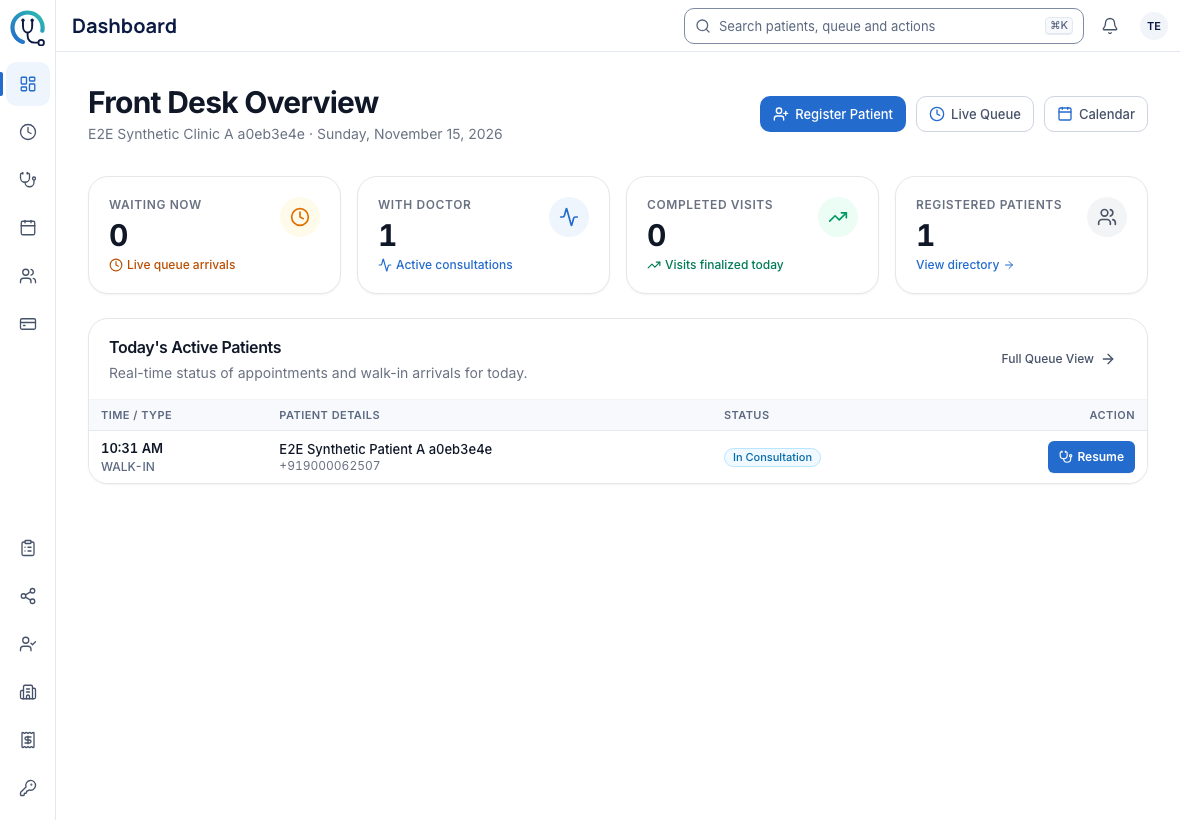 Dashboard
Search patients, queue and actions
⌘K
TE
Front Desk Overview
E2E Synthetic Clinic A a0eb3e4e · Sunday, November 15, 2026
Register Patient
Live Queue
Calendar
WAITING NOW
0
Live queue arrivals
WITH DOCTOR
1
Active consultations
COMPLETED VISITS
0
Visits finalized today
REGISTERED PATIENTS
1
View directory →
Today's Active Patients
Real-time status of appointments and walk-in arrivals for today.
Full Queue View →
TIME / TYPE PATIENT DETAILS STATUS ACTION
10:31 AM
WALK-IN
E2E Synthetic Patient A a0eb3e4e
+919000062507
In Consultation
Resume